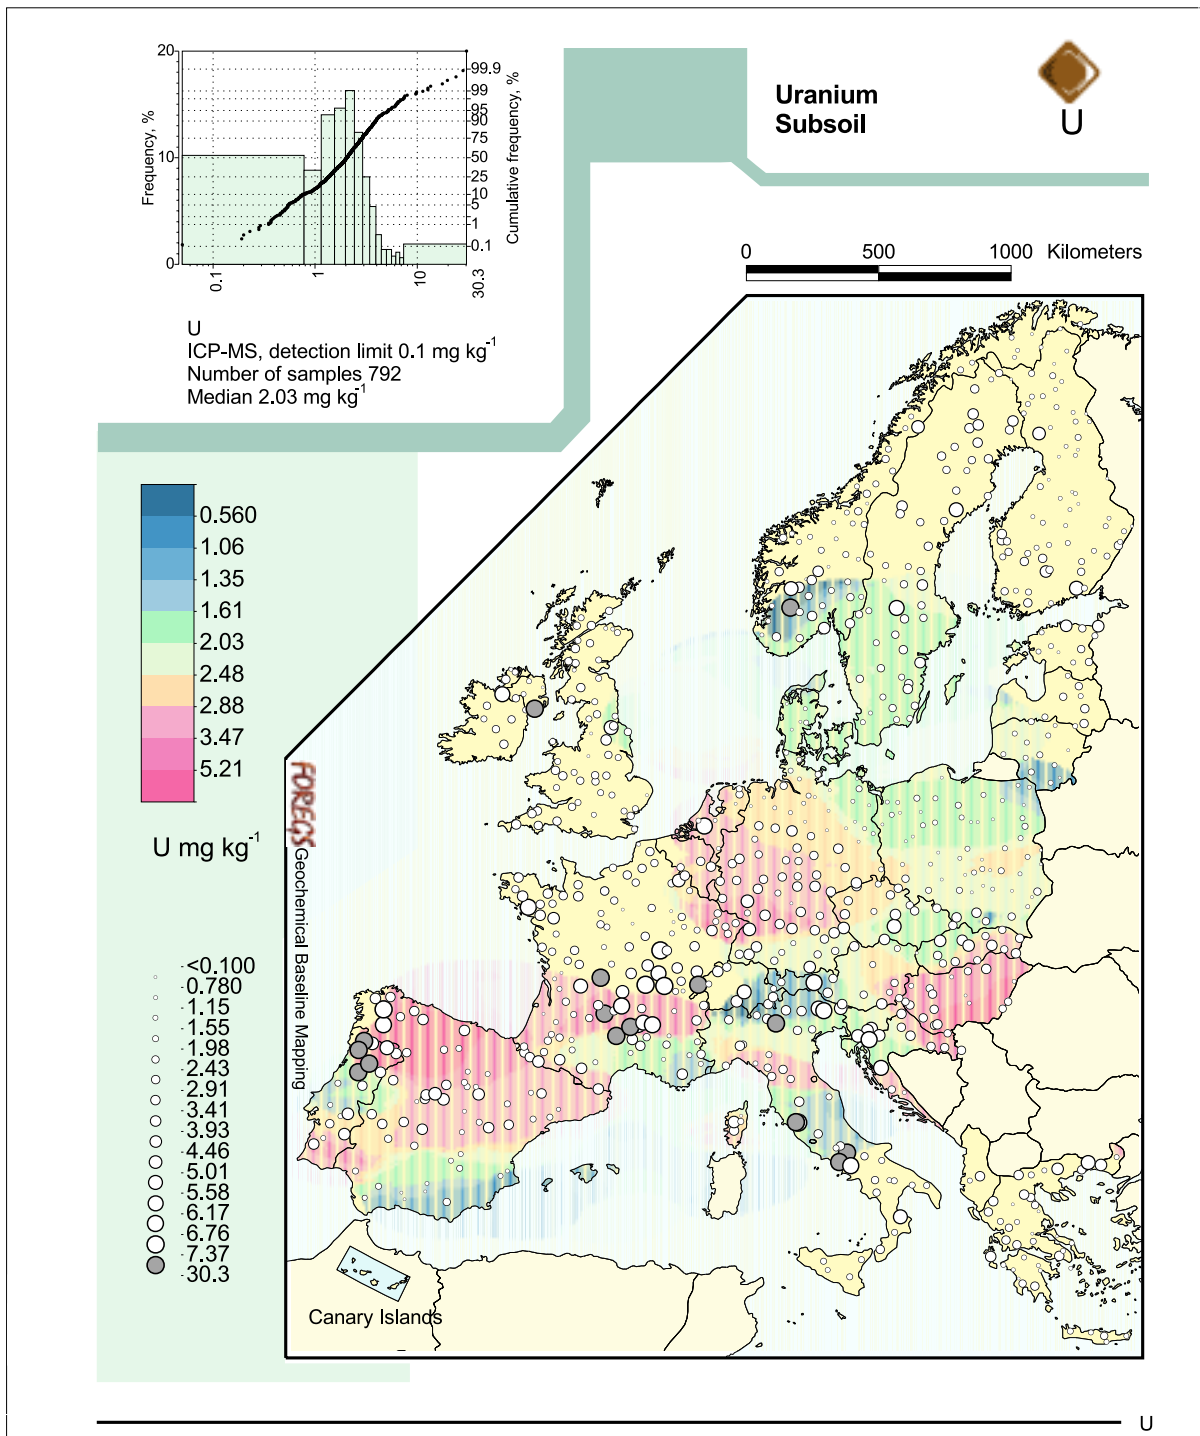 Uranium
Subsoil
U
20
10
0
Frequency, %
99.9
99
95
90
75
50
25
10
5
1
0.1
Cumulative frequency, %
0.1
1
10
30.3
U
ICP-MS, detection limit 0.1 mg kg-1
Number of samples 792
Median 2.03 mg kg-1
0 500 1000 Kilometers
0.560
1.06
1.35
1.61
2.03
2.48
2.88
3.47
5.21
U mg kg-1
<0.100
0.780
1.15
1.55
1.98
2.43
2.91
3.41
3.93
4.46
5.01
5.58
6.17
6.76
7.37
30.3
FOREGS
Geochemical Baseline Mapping
Canary Islands
U